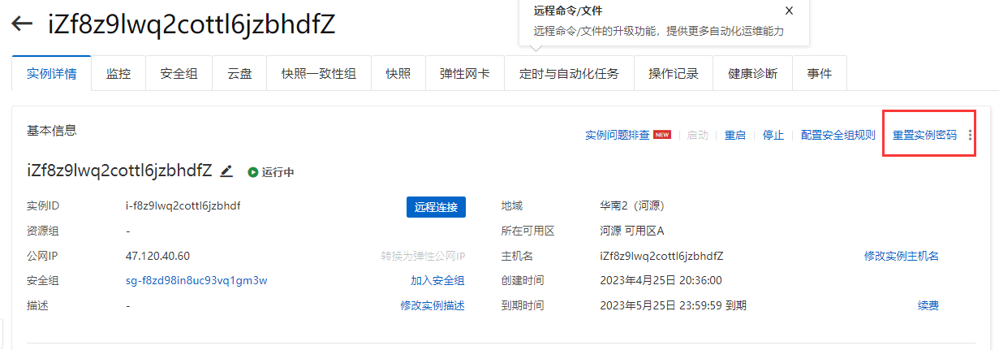 远程命令/文件
远程命令/文件的升级功能，提供更多自动化运维能力
iZf8z9lwq2cottl6jzbhdfZ
实例详情 监控 安全组 云盘 快照一致性组 快照 弹性网卡 定时与自动化任务 操作记录 健康诊断 事件
基本信息
实例问题排查 NEW 启动 重启 停止 配置安全组规则 重置实例密码
iZf8z9lwq2cottl6jzbhdfZ 运行中
实例ID i-f8z9lwq2cottl6jzbhdf 远程连接 地域 华南2（河源）
资源组 - 所在可用区 河源 可用区A
公网IP 47.120.40.60 转换为弹性公网IP 主机名 iZf8z9lwq2cottl6jzbhdfZ 修改实例主机名
安全组 sg-f8zd98in8uc93vq1gm3w 加入安全组 创建时间 2023年4月25日 20:36:00
描述 - 修改实例描述 到期时间 2023年5月25日 23:59:59 到期 续费